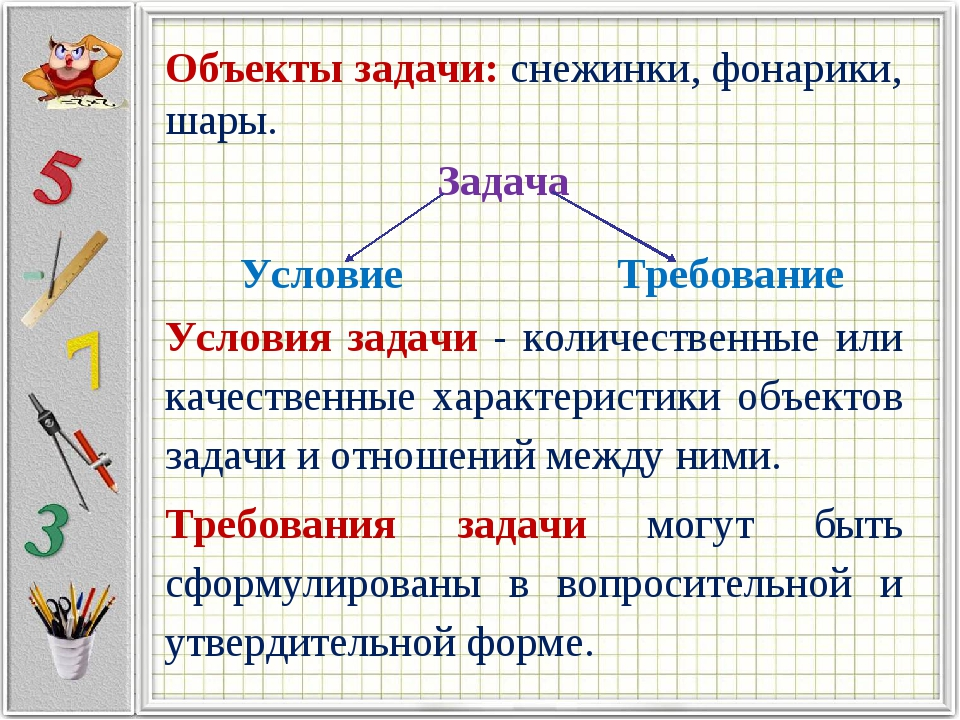 Объекты задачи: снежинки, фонарики,
шары.
Задача
Условие Требование
Условия задачи - количественные или
качественные характеристики объектов
задачи и отношений между ними.
Требования задачи могут быть
сформулированы в вопросительной и
утвердительной форме.
5
7
3